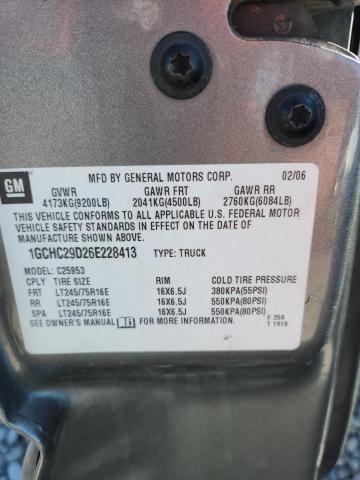 GM
MFD BY GENERAL MOTORS CORP. 02/06
GVWR GAWR FRT GAWR RR
4173KG(9200LB) 2041KG(4500LB) 2760KG(6084LB)
THIS VEHICLE CONFORMS TO ALL APPLICABLE U.S. FEDERAL MOTOR
VEHICLE SAFETY STANDARDS IN EFFECT ON THE DATE OF
MANUFACTURE SHOWN ABOVE.
1GCHC29D26E228413 TYPE: TRUCK
MODEL: C25953
CPLY TIRE SIZE RIM COLD TIRE PRESSURE
FRT LT245/75R16E 16X6.5J 380KPA(55PSI)
RR LT245/75R16E 16X6.5J 550KPA(80PSI)
SPA LT245/75R16E 16X6.5J 550KPA(80PSI)
SEE OWNER'S MANUAL FOR MORE INFORMATION. F 250
T 1918